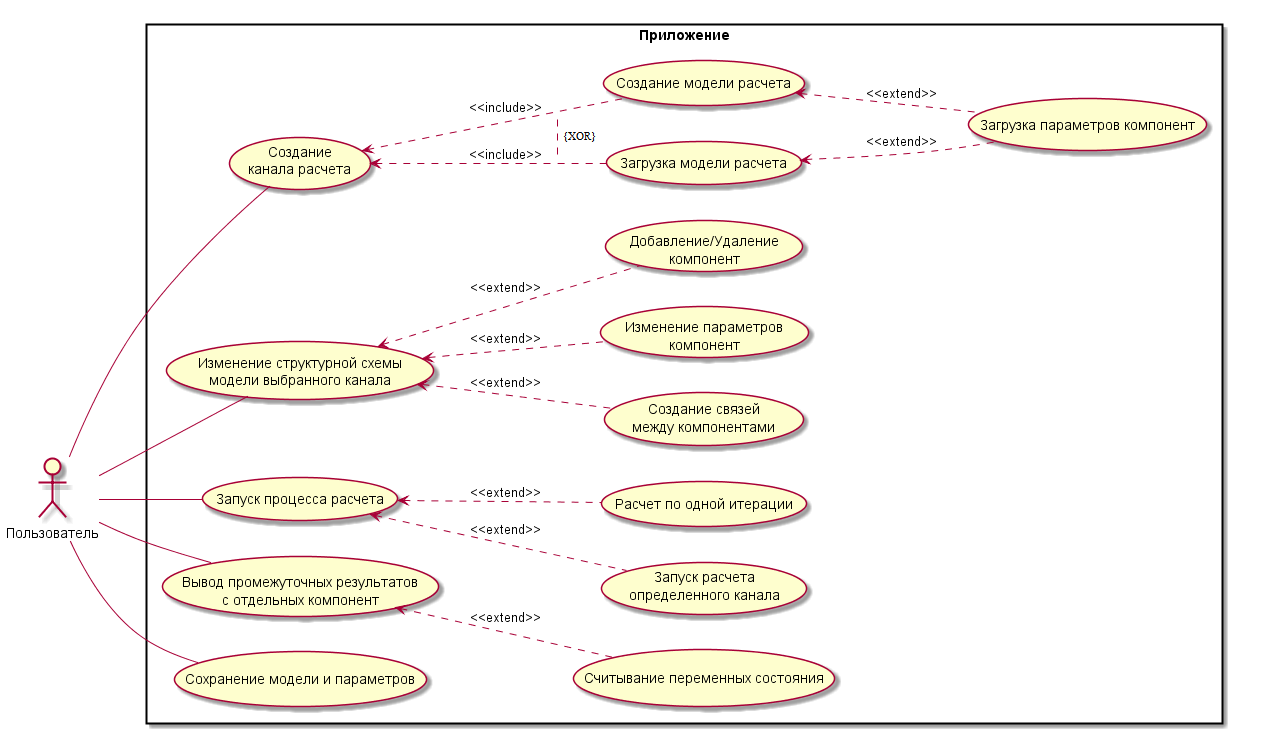 Приложение
Создание модели расчета
<<extend>>
<<include>>
Загрузка параметров компонент
{XOR}
Создание
канала расчета
<<include>>
Загрузка модели расчета
<<extend>>
Добавление/Удаление
компонент
<<extend>>
Изменение параметров
компонент
<<extend>>
Изменение структурной схемы
модели выбранного канала
<<extend>>
Создание связей
между компонентами
Запуск процесса расчета
<<extend>>
Расчет по одной итерации
<<extend>>
Пользователь
Запуск расчета
определенного канала
Вывод промежуточных результатов
с отдельных компонент
<<extend>>
Сохранение модели и параметров
Считывание переменных состояния